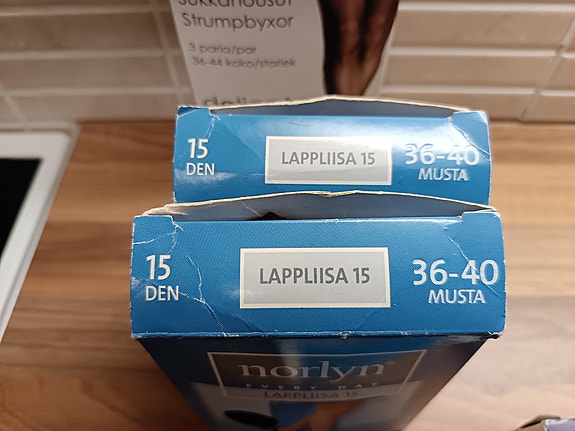 Sukkahousut
Strumpbyxor
3 paria/par
36-44 koko/storlek
15
DEN
LAPPLIISA 15
36-40
MUSTA
15
DEN
LAPPLIISA 15
36-40
MUSTA
norlyn
EVERY DAY
LAPPLIISA 15